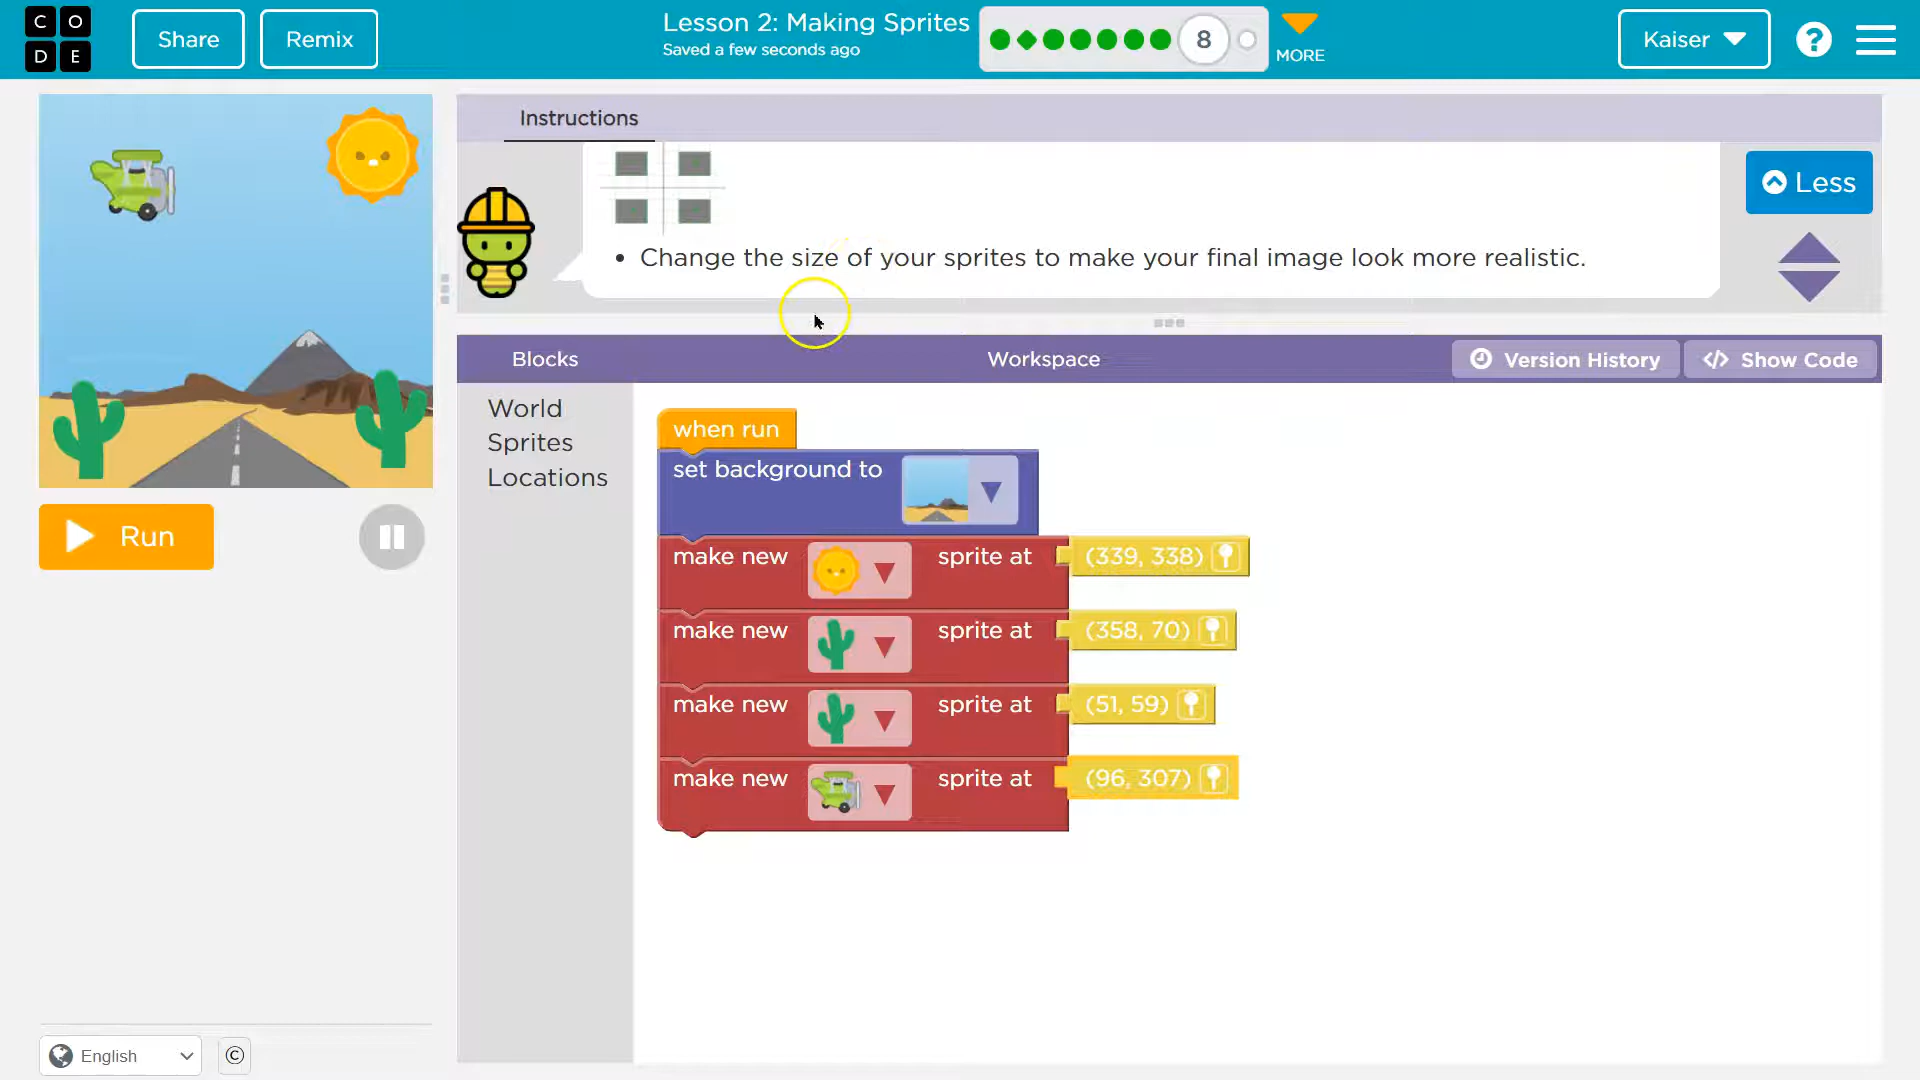 C O
D E
Share
Remix
Lesson 2: Making Sprites
Saved a few seconds ago
8
MORE
Kaiser
?
Instructions
Less
• Change the size of your sprites to make your final image look more realistic.
Blocks
Workspace
Version History
</> Show Code
World
Sprites
Locations
when run
set background to
make new sprite at (339, 338)
make new sprite at (358, 70)
make new sprite at (51, 59)
make new sprite at (96, 307)
Run
English
©